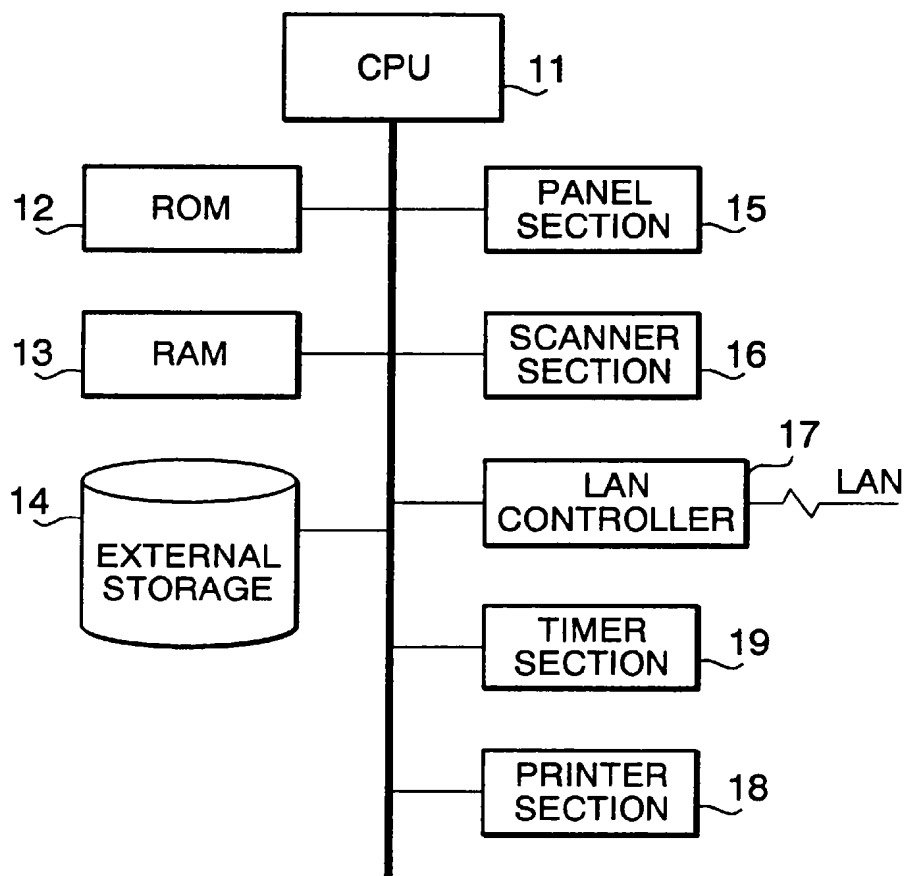 CPU
11
12
ROM
PANEL
SECTION
15
13
RAM
SCANNER
SECTION
16
14
EXTERNAL
STORAGE
17
LAN
CONTROLLER
LAN
TIMER
SECTION
19
PRINTER
SECTION
18